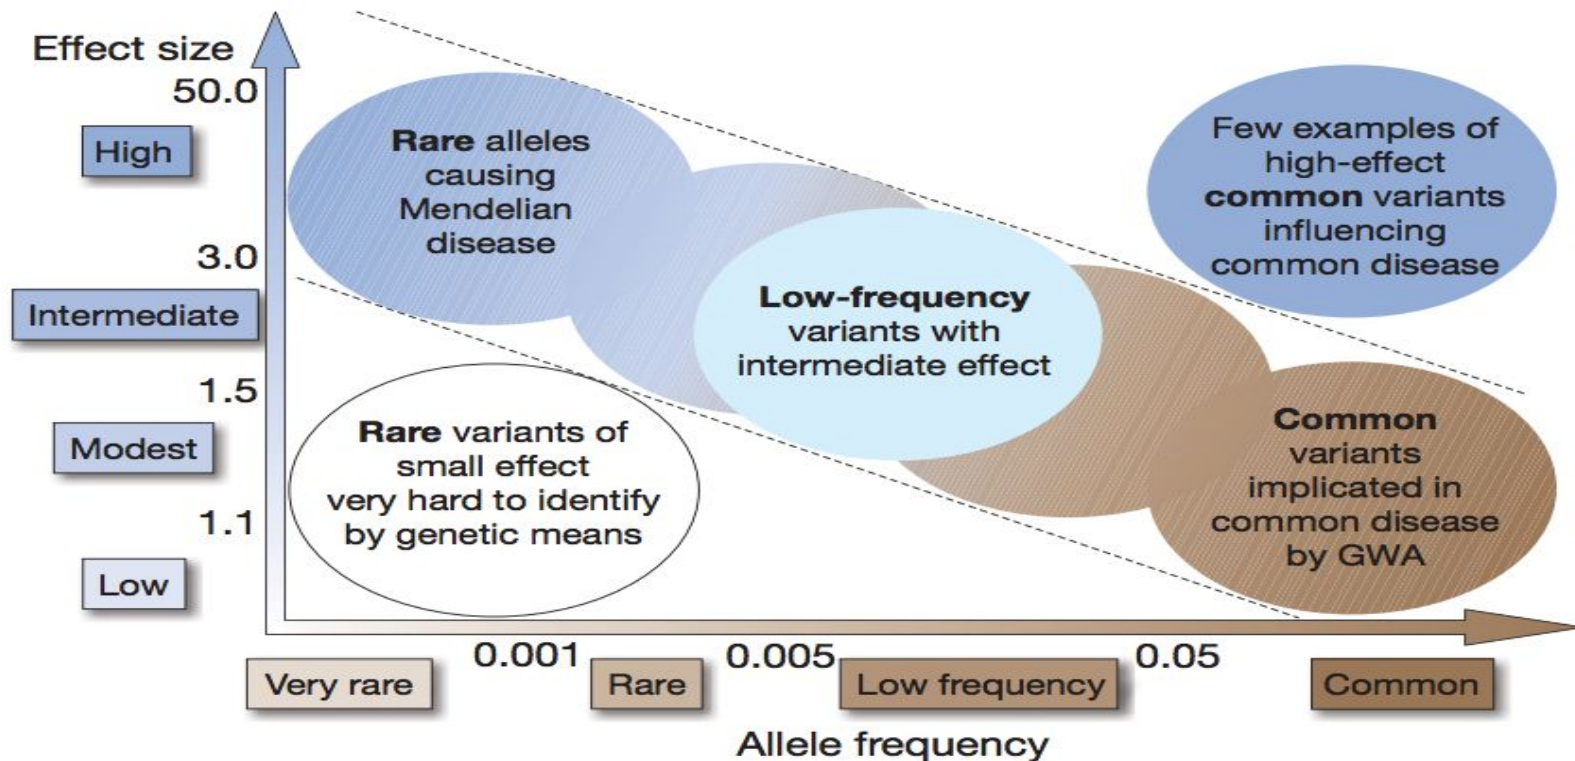 Effect size
50.0
High
3.0
Intermediate
1.5
Modest
1.1
Low
Rare alleles
causing
Mendelian
disease
Few examples of
high-effect
common variants
influencing
common disease
Low-frequency
variants with
intermediate effect
Rare variants of
small effect
very hard to identify
by genetic means
Common
variants
implicated in
common disease
by GWA
0.001
0.005
0.05
Very rare
Rare
Low frequency
Common
Allele frequency